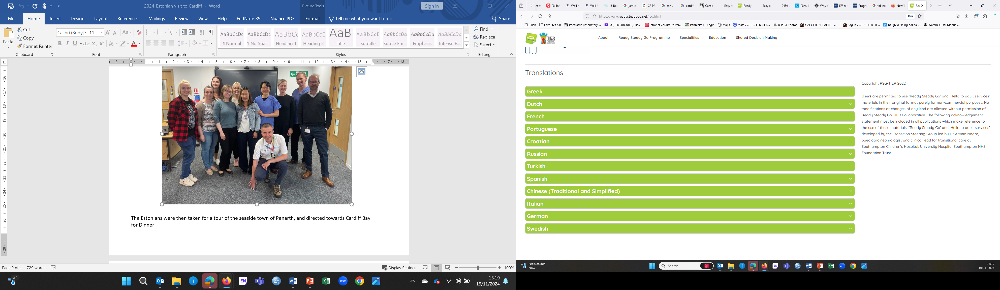 2024_Estonian visit to Cardiff - Word
Picture Tools
Sign in
File
Home
Insert
Design
Layout
References
Mailings
Review
View
Help
EndNote X9
Nuance PDF
Format
Tell me what you want to do
Share
Paste
Cut
Copy
Format Painter
Clipboard
Calibri (Body)
11
Font
Paragraph
AaBbCcDc
¶ Normal
AaBbCcDc
¶ No Spac...
AaBbCc
Heading 1
AaBbCcD
Heading 2
AaB
Title
AaBbCcD
Subtitle
AaBbCcDd
Subtle Em...
AaBbCcDd
Emphasis
AaBbCcDd
Intense E...
Styles
Find
Replace
Select
Editing
The Estonians were then taken for a tour of the seaside town of Penarth, and directed towards Cardiff Bay
for Dinner
Page 2 of 4
729 words
Display Settings
100%
3°
EN
zoom
13:19
19/11/2024
https://www.readysteadygo.net/rsg.html
90%
julian
Favorites bar
Paediatric Respiratory ...
(81,188 unread) – julia...
Intranet Cardiff Univer...
PebblePad - Login
Maps
Stats ‹ C21 CHILD HEA...
iCloud Photos
C21 CHILD HEALTH – ...
Log In ‹ C21 CHILD HE...
bergfex: Skiing holida...
Watches User Manual....
TIER
About
Ready Steady Go Programme
Specialities
Education
Shared Decision Making
Translations
Greek
Dutch
French
Portuguese
Croatian
Russian
Turkish
Spanish
Chinese (Traditional and Simplified)
Italian
German
Swedish
Copyright RSG-TIER 2022
Users are permitted to use ‘Ready Steady Go’ and ‘Hello to adult services’
materials in their original format purely for non-commercial purposes. No
modifications or changes of any kind are allowed without permission of
Ready Steady Go TIER Collaborative. The following acknowledgement
statement must be included in all publications which make reference to
the use of these materials: “Ready Steady Go’ and ‘Hello to adult services’
developed by the Transition Steering Group led by Dr Arvind Nagra,
paediatric nephrologist and clinical lead for transitional care at
Southampton Children’s Hospital, University Hospital Southampton NHS
Foundation Trust.
Feels colder
Now
Search
EN
zm
13:19
19/11/2024